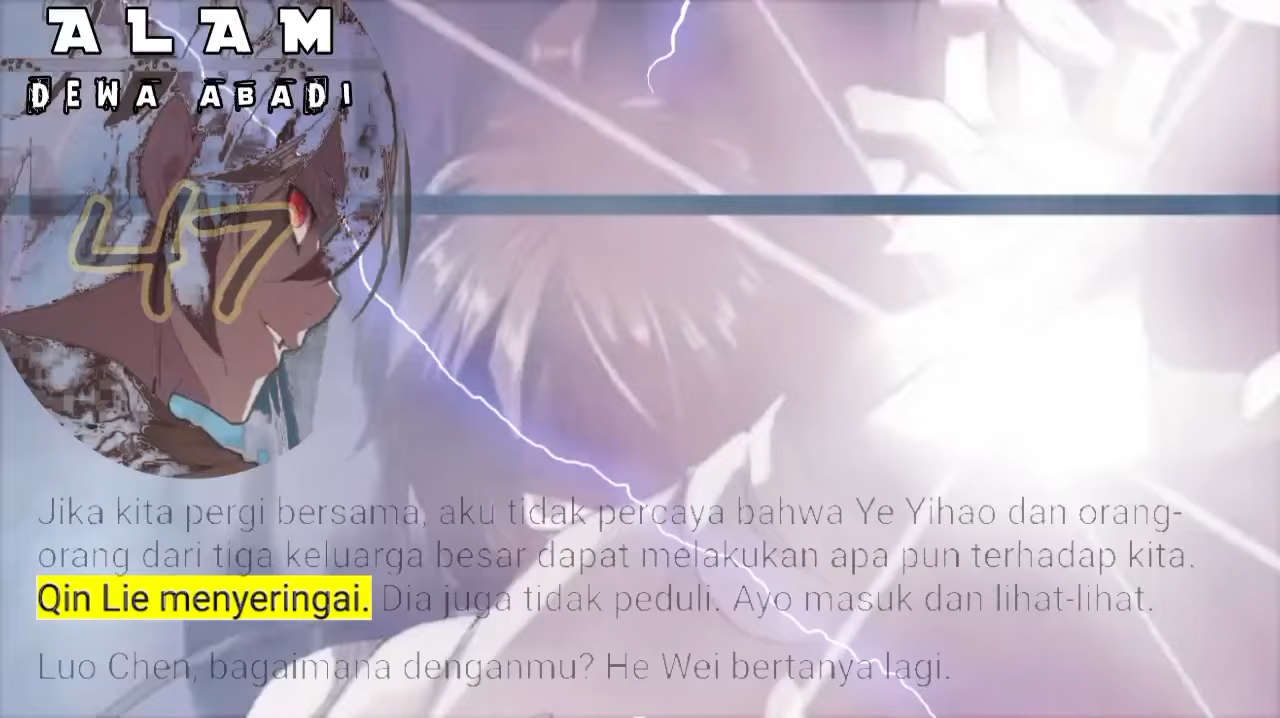 ALAM
DEWA ABADI
47
Jika kita pergi bersama, aku tidak percaya bahwa Ye Yihao dan orang-
orang dari tiga keluarga besar dapat melakukan apa pun terhadap kita.
Qin Lie menyeringai. Dia juga tidak peduli. Ayo masuk dan lihat-lihat.
Luo Chen, bagaimana denganmu? He Wei bertanya lagi.